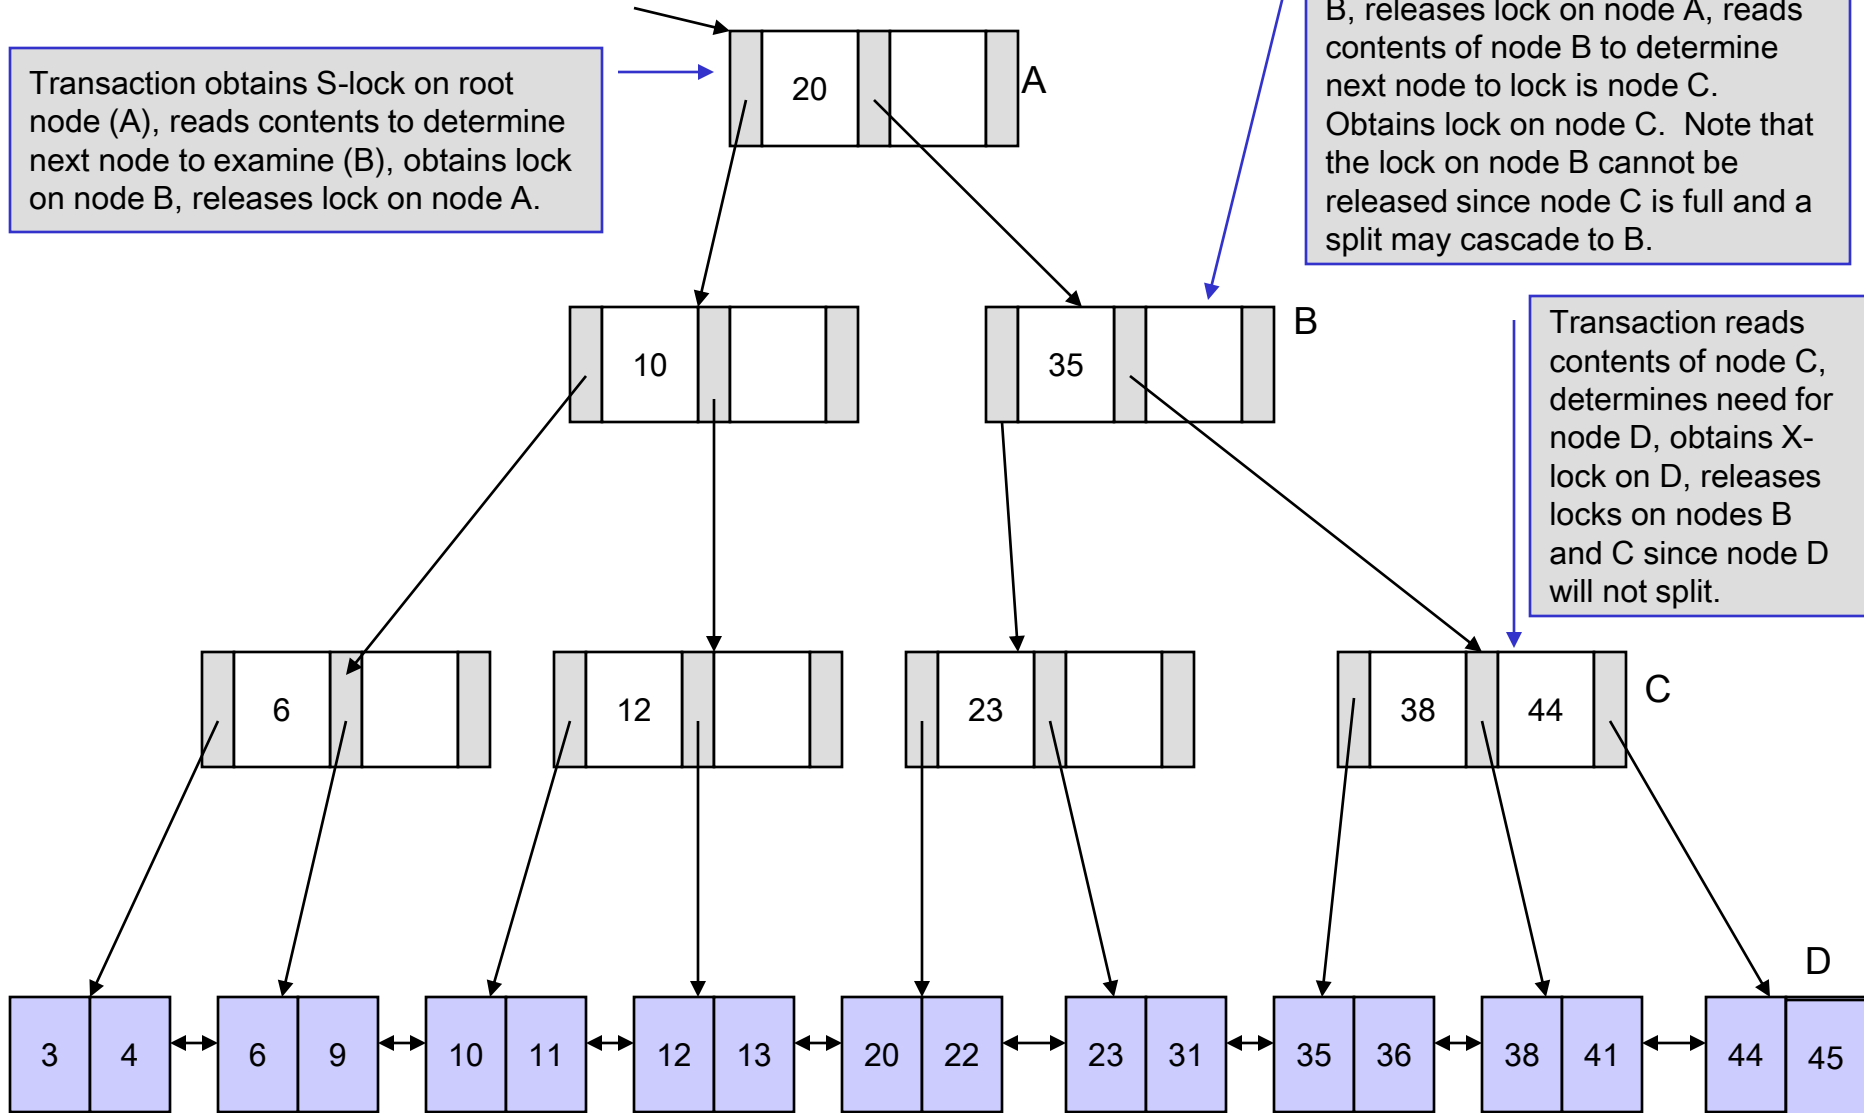 Transaction obtains S-lock on root
node (A), reads contents to determine
next node to examine (B), obtains lock
on node B, releases lock on node A.
20
A
B, releases lock on node A, reads
contents of node B to determine
next node to lock is node C.
Obtains lock on node C.  Note that
the lock on node B cannot be
released since node C is full and a
split may cascade to B.
10
35
B
Transaction reads
contents of node C,
determines need for
node D, obtains X-
lock on D, releases
locks on nodes B
and C since node D
will not split.
6
12
23
38
44
C
D
3
4
6
9
10
11
12
13
20
22
23
31
35
36
38
41
44
45